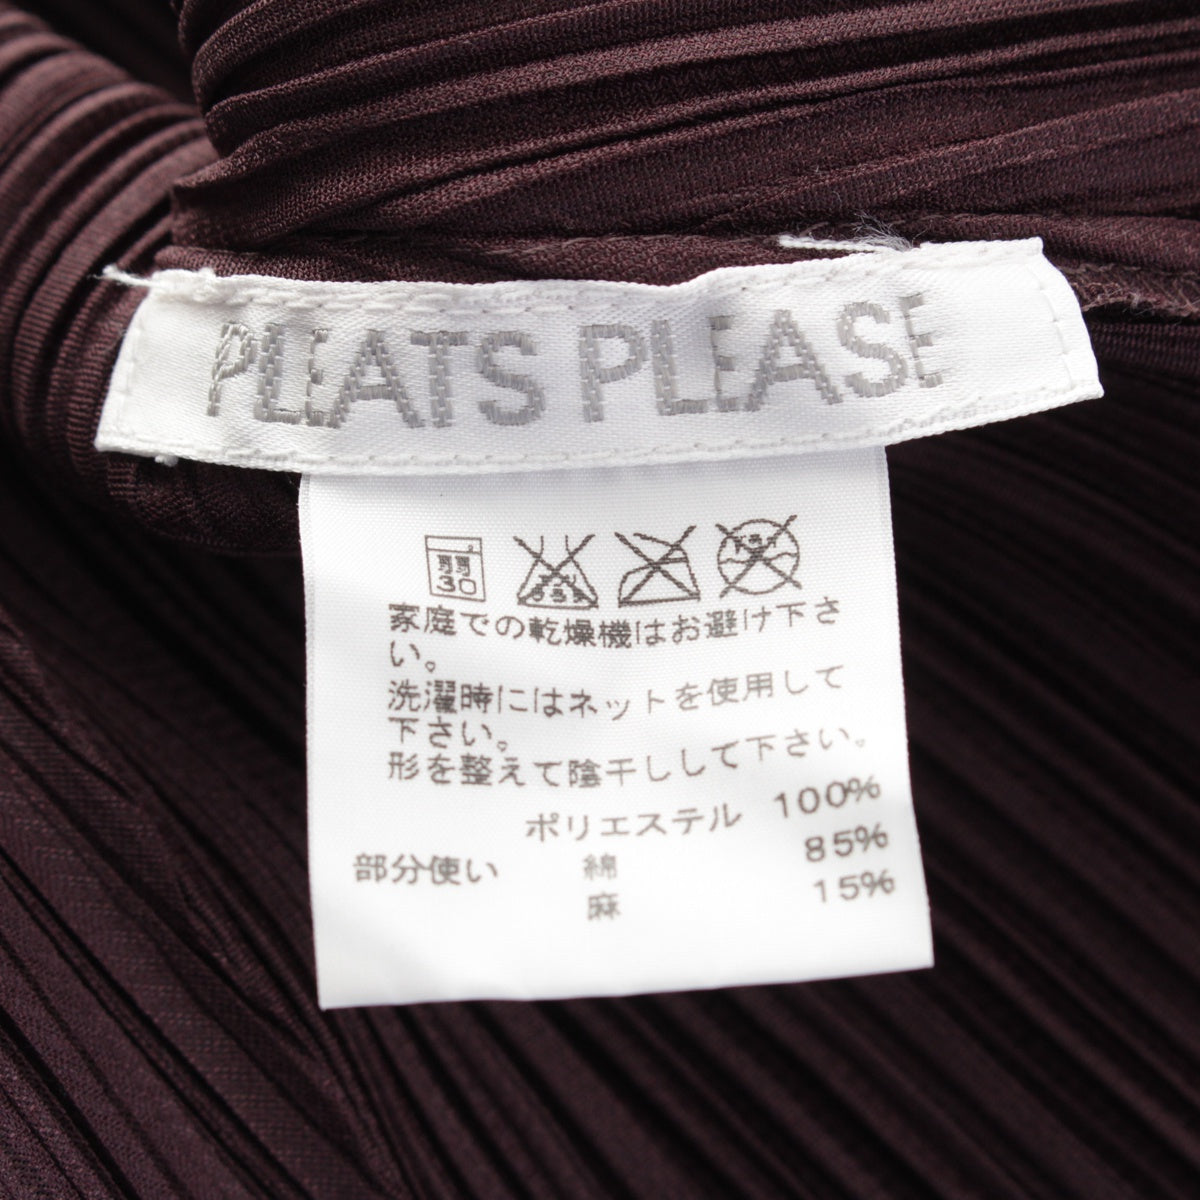 PLEATS PLEASE
弱
30
家庭での乾燥機はお避け下さ
い。
洗濯時にはネットを使用して
下さい。
形を整えて陰干ししして下さい。
ポリエステル 100%
部分使い 綿 85%
麻 15%